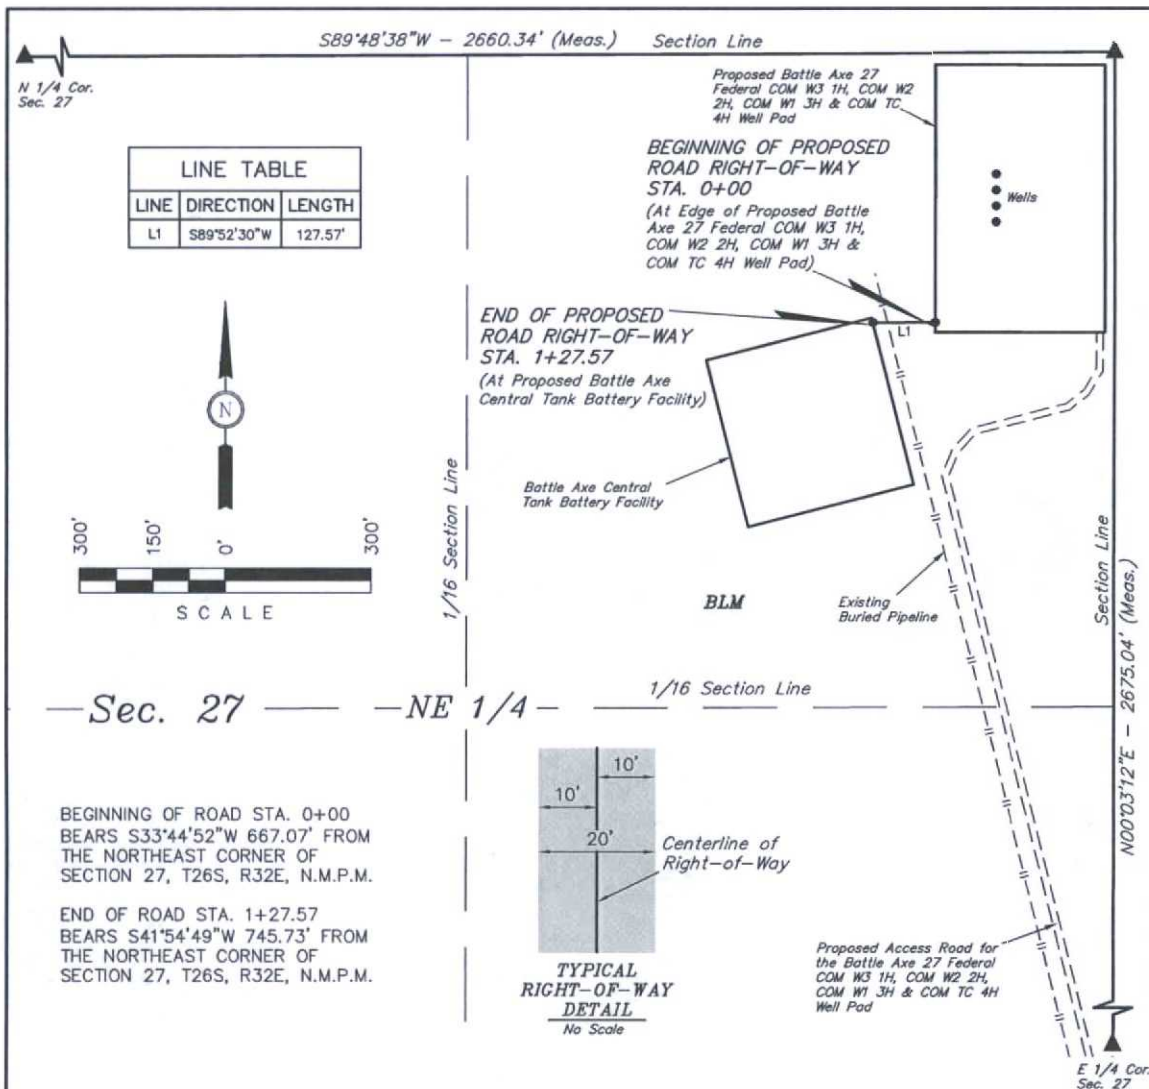 S89°48'38"W - 2660.34' (Meas.) Section Line
N 1/4 Cor.
Sec. 27
LINE TABLE
LINE DIRECTION LENGTH
L1 S89°52'30"W 127.57'
Proposed Battle Axe 27
Federal COM W3 1H, COM W2
2H, COM W1 3H & COM TC
4H Well Pad
BEGINNING OF PROPOSED
ROAD RIGHT-OF-WAY
STA. 0+00
(At Edge of Proposed Battle
Axe 27 Federal COM W3 1H,
COM W2 2H, COM W1 3H &
COM TC 4H Well Pad)
Wells
L1
END OF PROPOSED
ROAD RIGHT-OF-WAY
STA. 1+27.57
(At Proposed Battle Axe
Central Tank Battery Facility)
N
300'
150'
0'
300'
SCALE
1/16 Section Line
Battle Axe Central
Tank Battery Facility
BLM
Existing
Buried Pipeline
Section Line
N00°03'12"E - 2675.04' (Meas.)
1/16 Section Line
Sec. 27
NE 1/4
BEGINNING OF ROAD STA. 0+00
BEARS S33°44'52"W 667.07' FROM
THE NORTHEAST CORNER OF
SECTION 27, T26S, R32E, N.M.P.M.
END OF ROAD STA. 1+27.57
BEARS S41°54'49"W 745.73' FROM
THE NORTHEAST CORNER OF
SECTION 27, T26S, R32E, N.M.P.M.
10'
10'
20'
Centerline of
Right-of-Way
TYPICAL
RIGHT-OF-WAY
DETAIL
No Scale
Proposed Access Road for
the Battle Axe 27 Federal
COM W3 1H, COM W2 2H,
COM W1 3H & COM TC 4H
Well Pad
E 1/4 Cor.
Sec. 27